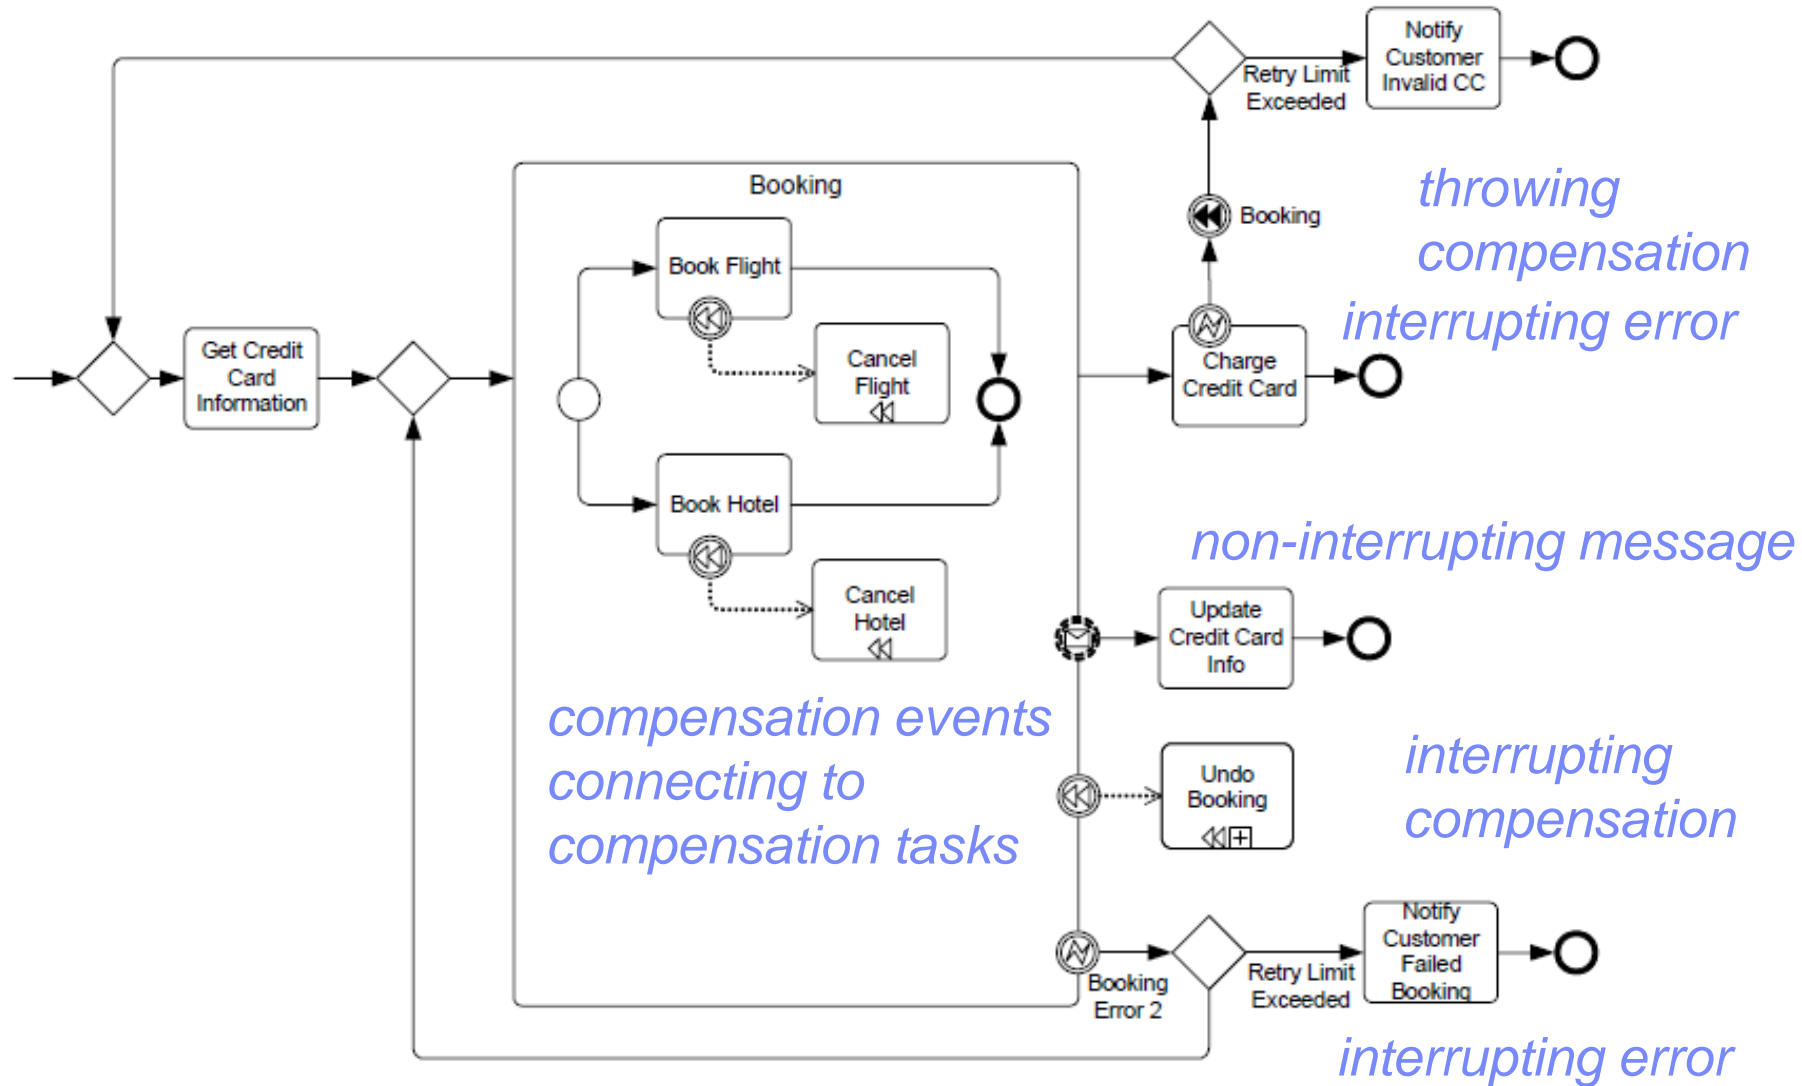 Notify
Customer
Invalid CC
Retry Limit
Exceeded
Booking
throwing
compensation
Booking
Book Flight
interrupting error
Get Credit
Card
Information
Cancel
Flight
Charge
Credit Card
Book Hotel
non-interrupting message
Cancel
Hotel
Update
Credit Card
Info
compensation events
connecting to
compensation tasks
Undo
Booking
interrupting
compensation
Notify
Customer
Failed
Booking
Retry Limit
Exceeded
Booking
Error 2
interrupting error